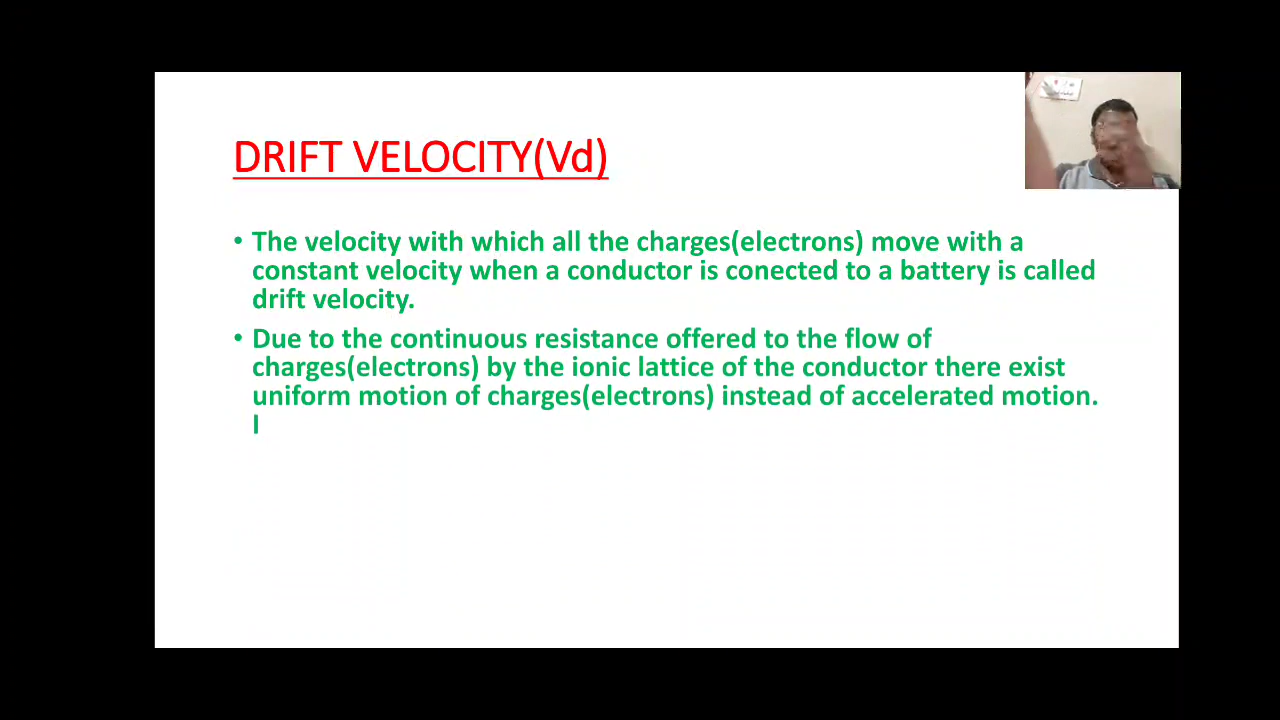 DRIFT VELOCITY(Vd)
• The velocity with which all the charges(electrons) move with a
constant velocity when a conductor is conected to a battery is called
drift velocity.
• Due to the continuous resistance offered to the flow of
charges(electrons) by the ionic lattice of the conductor there exist
uniform motion of charges(electrons) instead of accelerated motion.
I